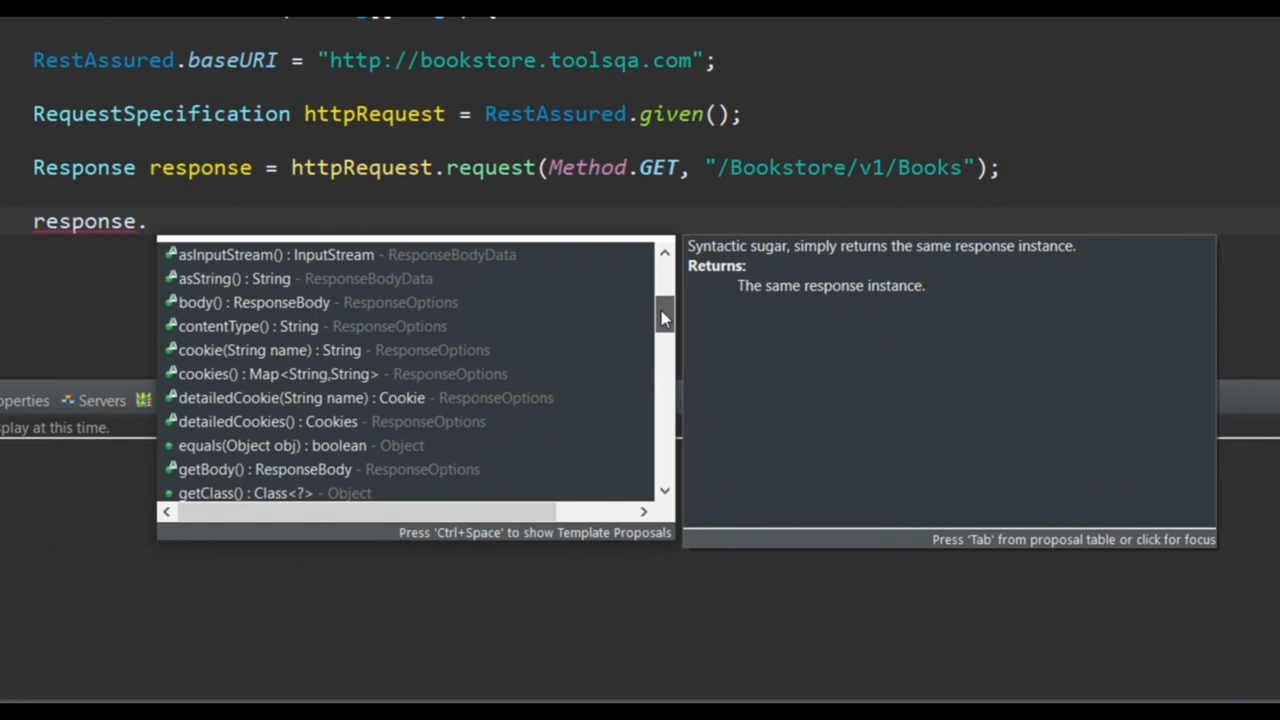 RestAssured.baseURI = "http://bookstore.toolsqa.com";
RequestSpecification httpRequest = RestAssured.given();
Response response = httpRequest.request(Method.GET, "/Bookstore/v1/Books");
response.
asInputStream() : InputStream - ResponseBodyData
asString() : String - ResponseBodyData
body() : ResponseBody - ResponseOptions
contentType() : String - ResponseOptions
cookie(String name) : String - ResponseOptions
cookies() : Map<String,String> - ResponseOptions
detailedCookie(String name) : Cookie - ResponseOptions
detailedCookies() : Cookies - ResponseOptions
equals(Object obj) : boolean - Object
getBody() : ResponseBody - ResponseOptions
getClass() : Class<?> - Object
Press 'Ctrl+Space' to show Template Proposals
Syntactic sugar, simply returns the same response instance.
Returns:
The same response instance.
Press 'Tab' from proposal table or click for focus
operties Servers
play at this time.